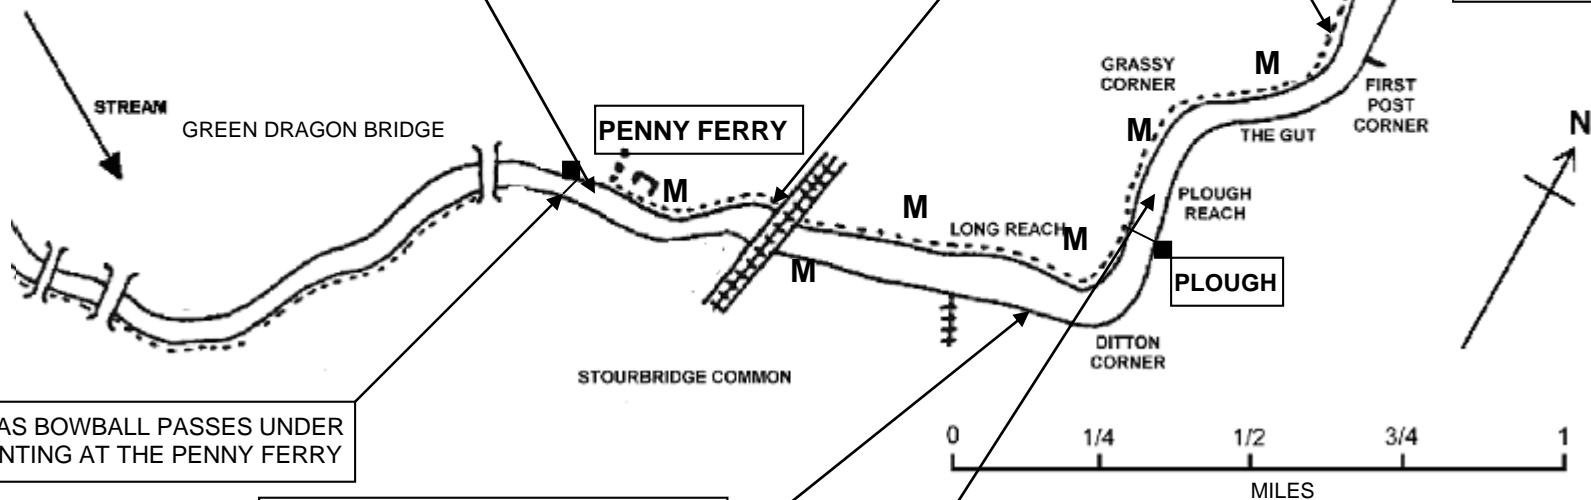 STREAM
GREEN DRAGON BRIDGE
PENNY FERRY
M
M
M
LONG REACH
M
M
M
GRASSY
CORNER
THE GUT
FIRST
POST
CORNER
N
PLOUGH
REACH
PLOUGH
DITTON
CORNER
STOURBRIDGE COMMON
AS BOWBALL PASSES UNDER
NTING AT THE PENNY FERRY
0 1/4 1/2 3/4 1
MILES